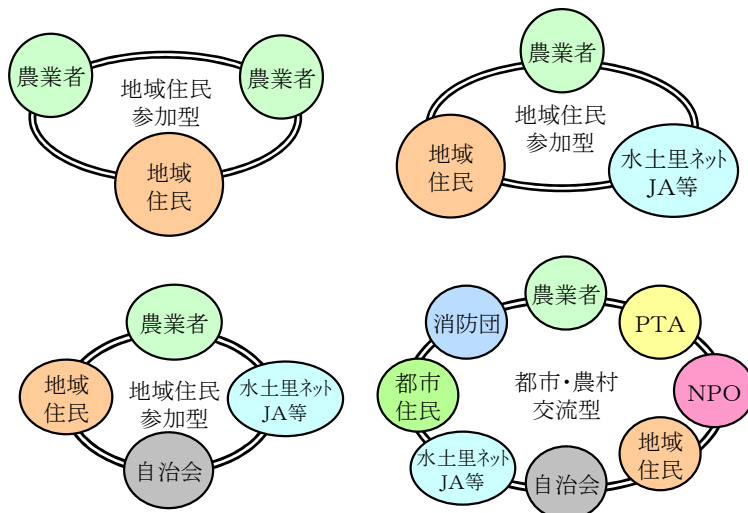 農業者
農業者
地域住民
参加型
地域
住民
農業者
地域住民
参加型
地域
住民
水土里ネット
JA等
農業者
地域
住民
地域住民
参加型
水土里ネット
JA等
自治会
農業者
消防団
PTA
都市
住民
都市・農村
交流型
NPO
水土里ネット
JA等
自治会
地域
住民